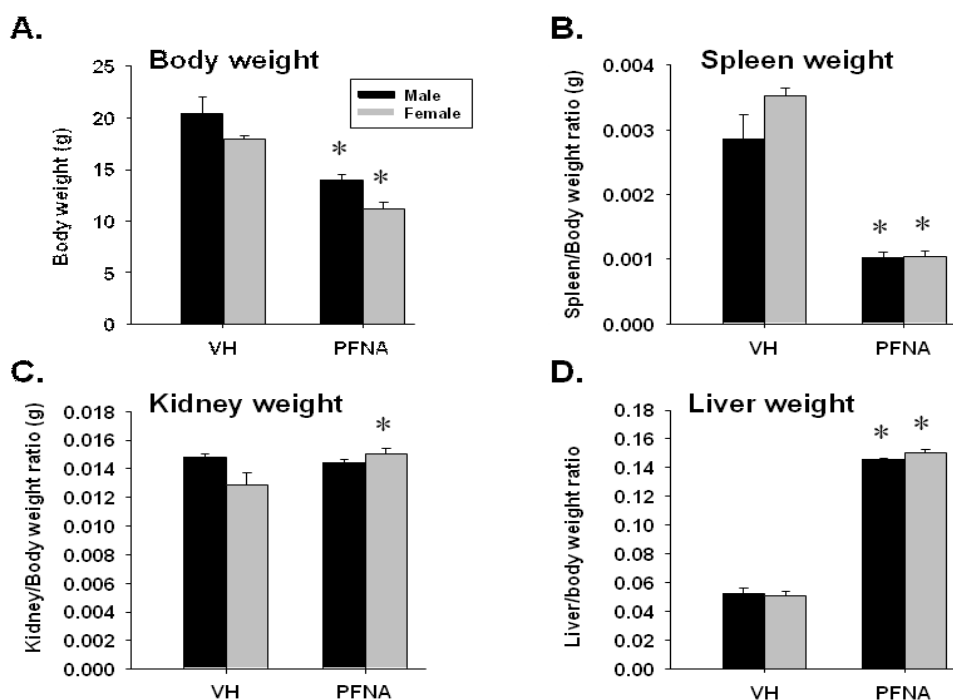 A.
Body weight
Body weight (g)
25
20
15
10
5
0
Male
Female
*
*
VH
PFNA
B.
Spleen weight
Spleen/Body weight ratio (g)
0.004
0.003
0.002
0.001
0.000
*
*
VH
PFNA
C.
Kidney weight
Kidney/Body weight ratio (g)
0.018
0.016
0.014
0.012
0.010
0.008
0.006
0.004
0.002
0.000
*
VH
PFNA
D.
Liver weight
Liver/body weight ratio
0.18
0.16
0.14
0.12
0.10
0.08
0.06
0.04
0.02
0.00
*
*
VH
PFNA